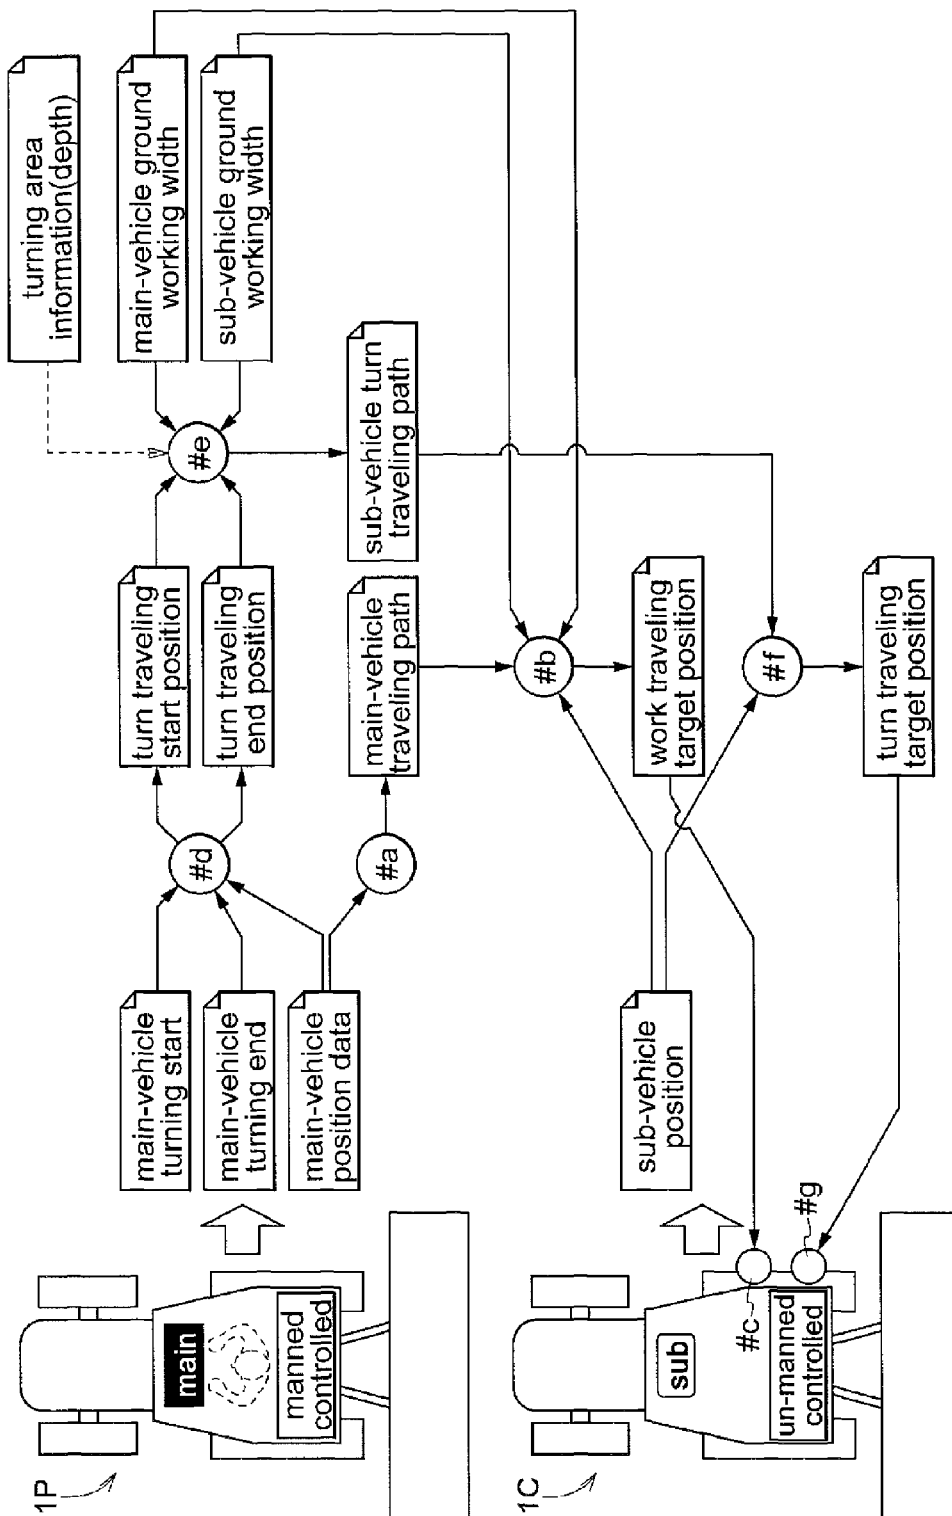 1P
main
manned
controlled
main-vehicle
turning start
main-vehicle
turning end
main-vehicle
position data
#d
#a
turn traveling
start position
turn traveling
end position
main-vehicle
traveling path
#e
sub-vehicle turn
traveling path
turning area
information(depth)
main-vehicle ground
working width
sub-vehicle ground
working width
1C
sub
un-manned
controlled
#c
#g
sub-vehicle
position
#b
#f
work traveling
target position
turn traveling
target position